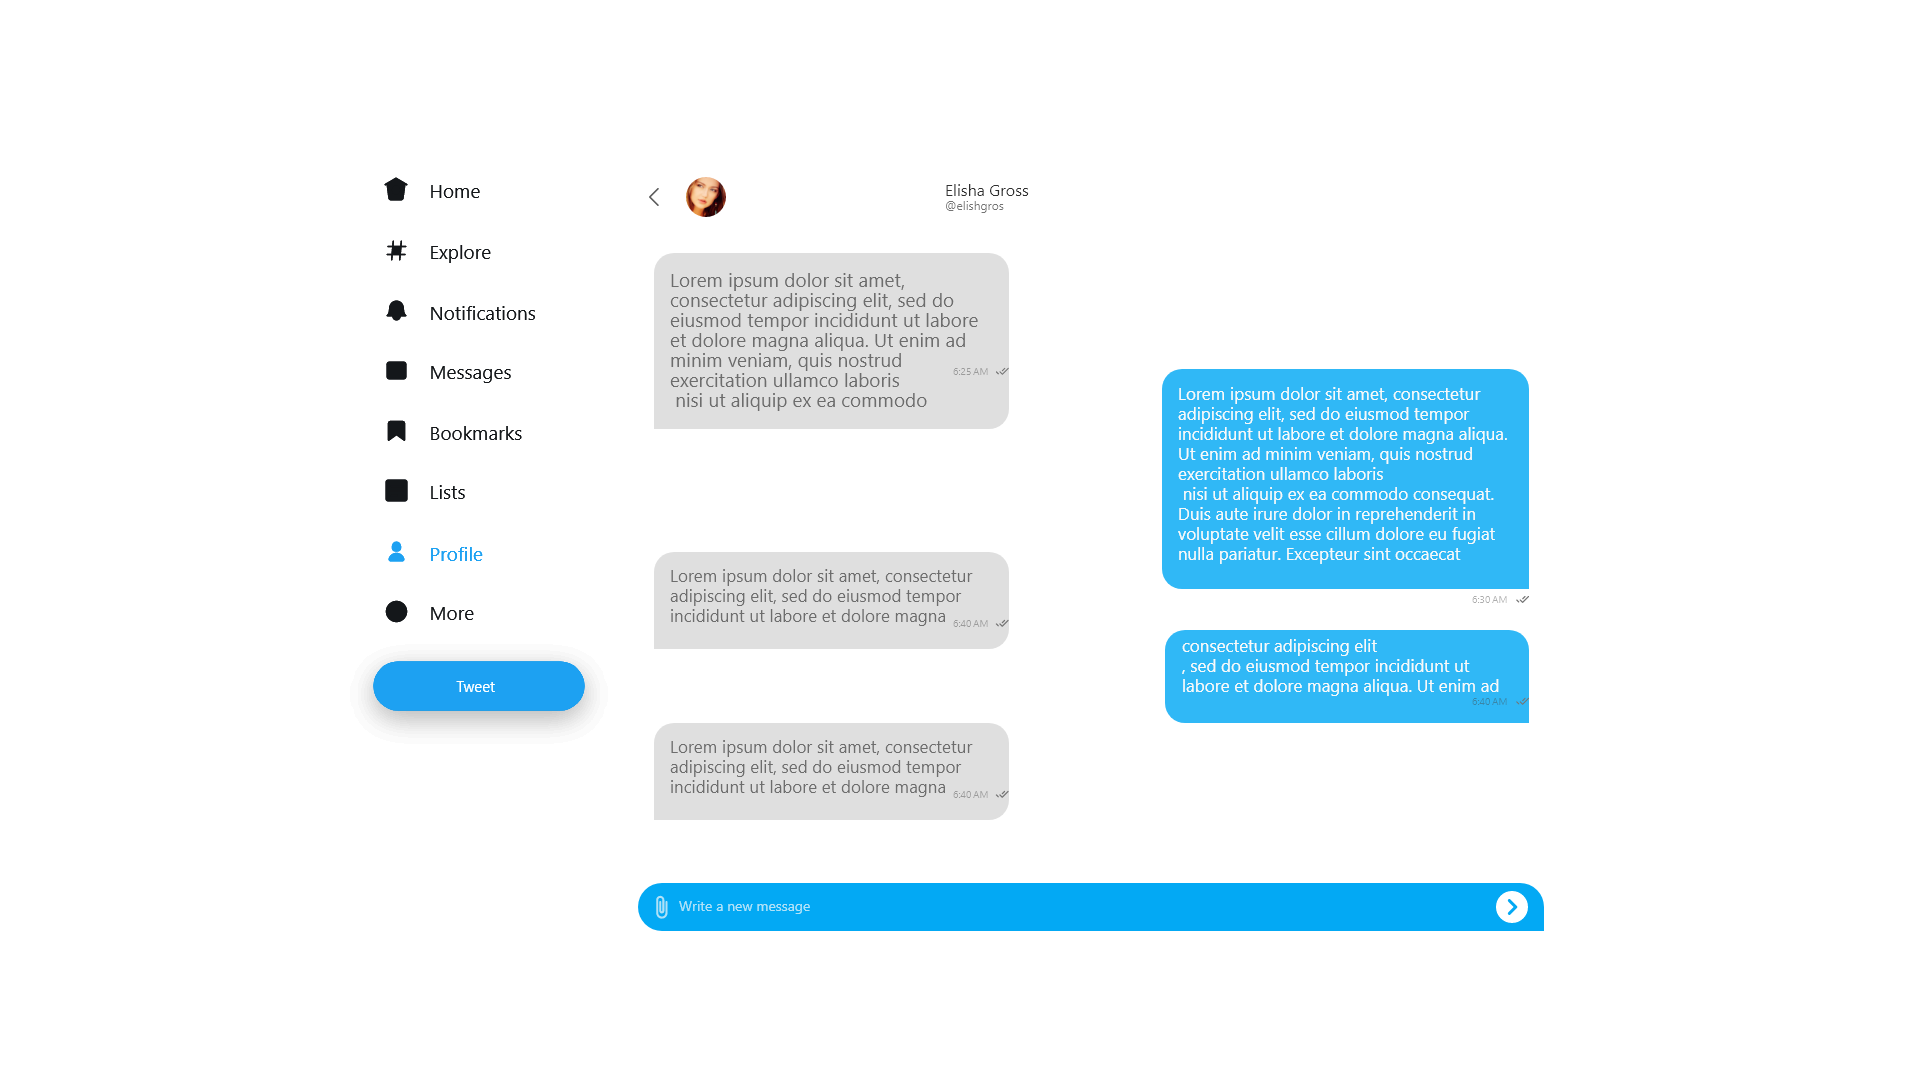 Home
Explore
Notifications
Messages
Bookmarks
Lists
Profile
More
Tweet
Elisha Gross
@elishgros
Lorem ipsum dolor sit amet,
consectetur adipiscing elit, sed do
eiusmod tempor incididunt ut labore
et dolore magna aliqua. Ut enim ad
minim veniam, quis nostrud
exercitation ullamco laboris
nisi ut aliquip ex ea commodo
6:25 AM
Lorem ipsum dolor sit amet, consectetur
adipiscing elit, sed do eiusmod tempor
incididunt ut labore et dolore magna aliqua.
Ut enim ad minim veniam, quis nostrud
exercitation ullamco laboris
nisi ut aliquip ex ea commodo consequat.
Duis aute irure dolor in reprehenderit in
voluptate velit esse cillum dolore eu fugiat
nulla pariatur. Excepteur sint occaecat
6:30 AM
Lorem ipsum dolor sit amet, consectetur
adipiscing elit, sed do eiusmod tempor
incididunt ut labore et dolore magna
6:40 AM
consectetur adipiscing elit
, sed do eiusmod tempor incididunt ut
labore et dolore magna aliqua. Ut enim ad
6:40 AM
Lorem ipsum dolor sit amet, consectetur
adipiscing elit, sed do eiusmod tempor
incididunt ut labore et dolore magna
6:40 AM
Write a new message